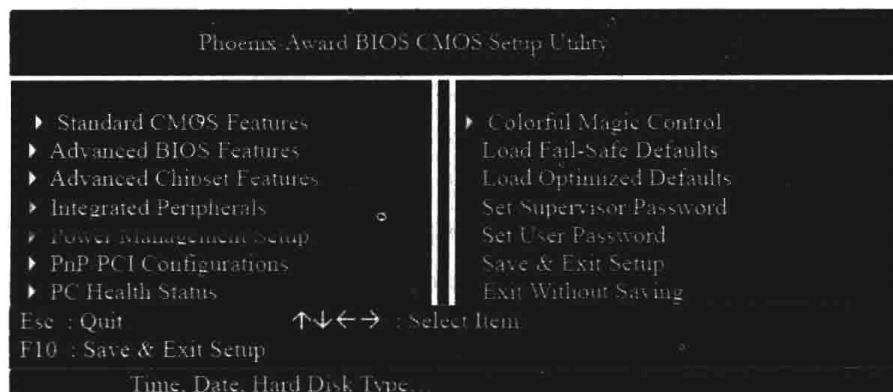 Phoenix-Award BIOS CMOS Setup Utility
Standard CMOS Features
Advanced BIOS Features
Advanced Chipset Features
Integrated Peripherals
Power Management Setup
PnP PCI Configurations
PC Health Status
Colorful Magic Control
Load Fail-Safe Defaults
Load Optimized Defaults
Set Supervisor Password
Set User Password
Save & Exit Setup
Exit Without Saving
Esc : Quit ↑↓←→ : Select Item
F10 : Save & Exit Setup
Time, Date, Hard Disk Type...